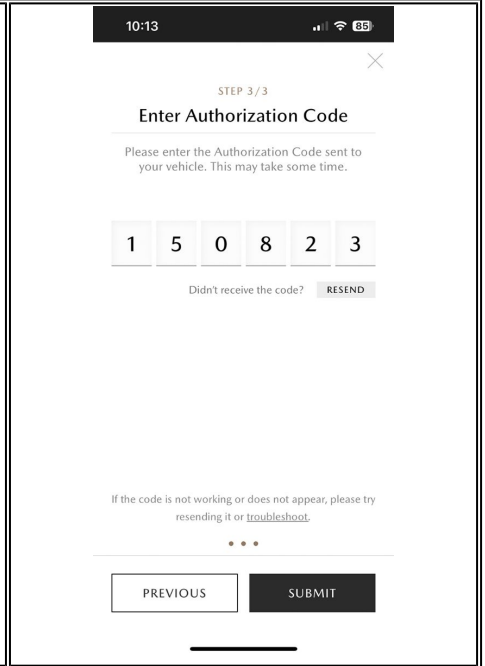 10:13
85
STEP 3/3
Enter Authorization Code
Please enter the Authorization Code sent to
your vehicle. This may take some time.
1 5 0 8 2 3
Didn't receive the code? RESEND
If the code is not working or does not appear, please try
resending it or troubleshoot.
PREVIOUS SUBMIT